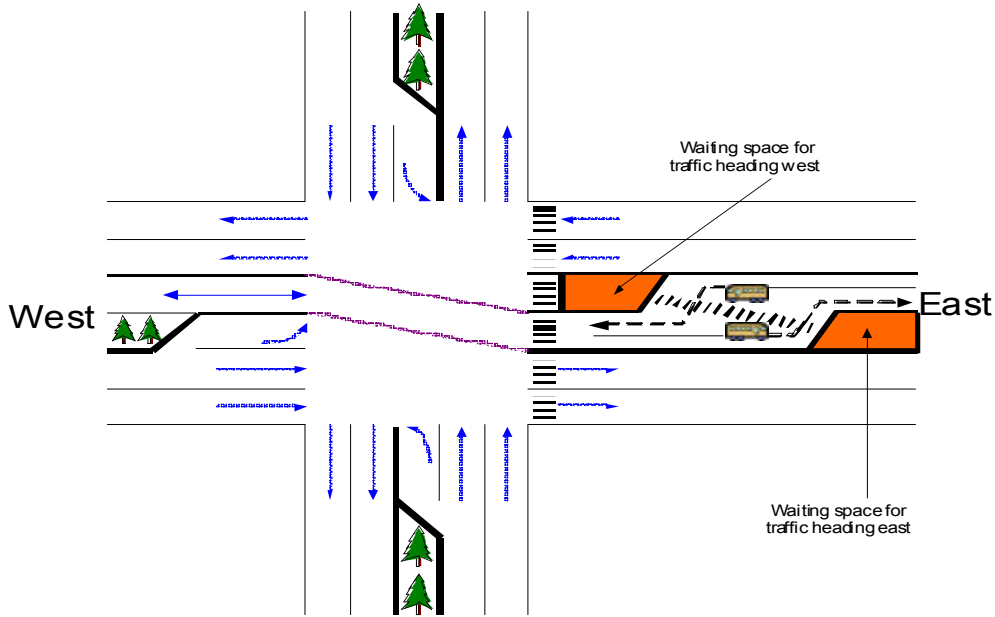 Waiting space for
traffic heading west
West
East
Waiting space for
traffic heading east